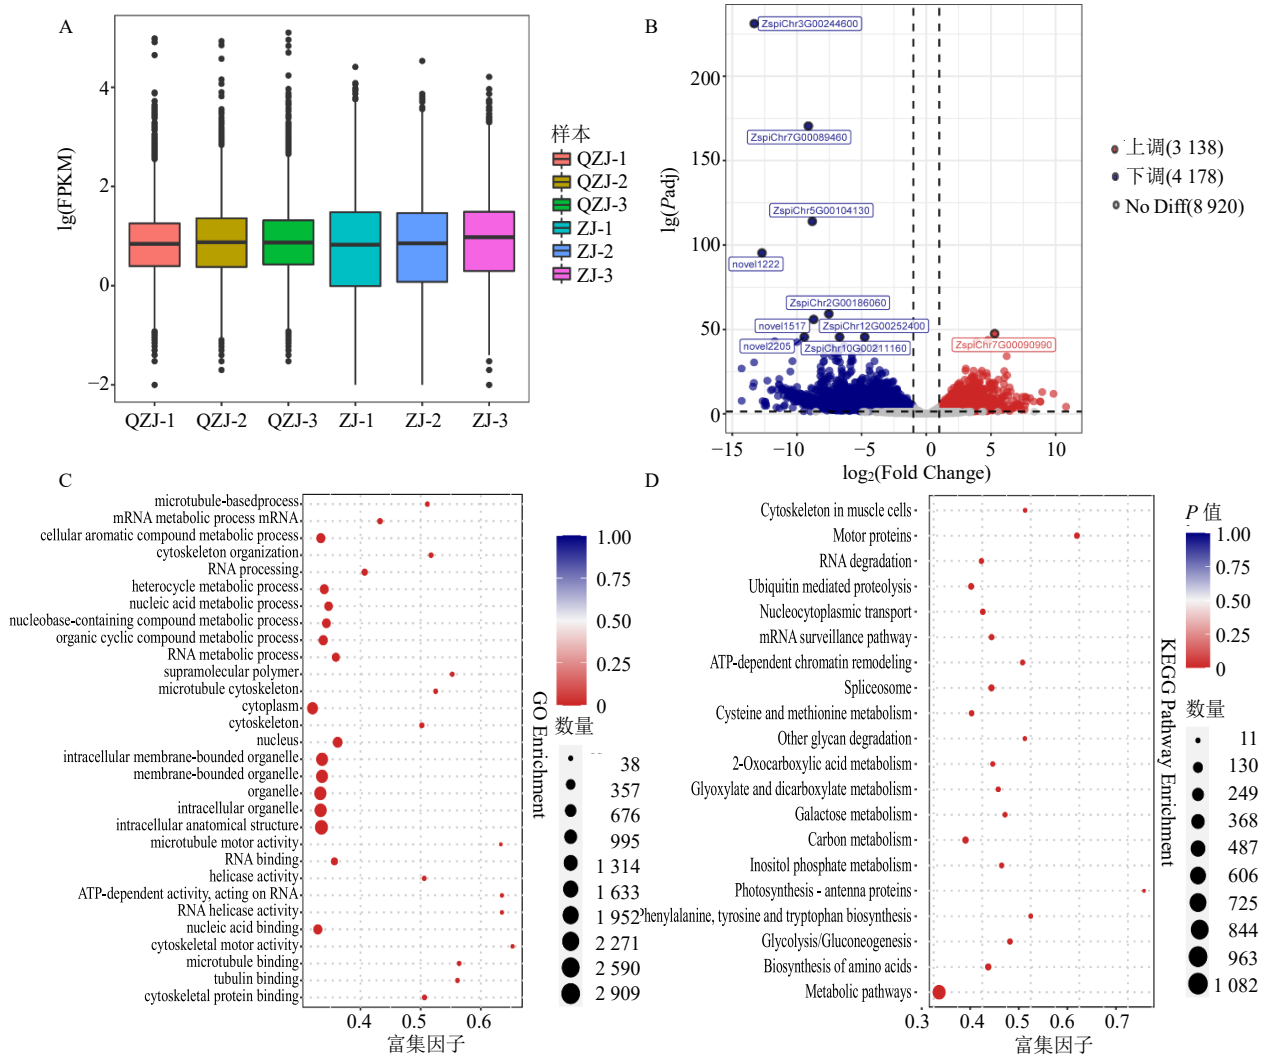 A
lg(FPKM)
4
2
0
−2
QZJ-1
QZJ-2
QZJ-3
ZJ-1
ZJ-2
ZJ-3
样本
QZJ-1
QZJ-2
QZJ-3
ZJ-1
ZJ-2
ZJ-3
B
lg(Padj)
200
150
100
50
0
ZspiChr3G00244600
ZspiChr7G00089460
ZspiChr5G00104130
novel1222
ZspiChr2G00186060
novel1517
ZspiChr12G00252400
novel2205
ZspiChr10G00211160
ZspiChr7G00090990
−15
−10
−5
0
5
10
log2(Fold Change)
上调(3 138)
下调(4 178)
No Diff(8 920)
C
microtubule-basedprocess
mRNA metabolic process mRNA
cellular aromatic compound metabolic process
cytoskeleton organization
RNA processing
heterocycle metabolic process
nucleic acid metabolic process
nucleobase-containing compound metabolic process
organic cyclic compound metabolic process
RNA metabolic process
supramolecular polymer
microtubule cytoskeleton
cytoplasm
cytoskeleton
nucleus
intracellular membrane-bounded organelle
membrane-bounded organelle
organelle
intracellular organelle
intracellular anatomical structure
microtubule motor activity
RNA binding
helicase activity
ATP-dependent activity, acting on RNA
RNA helicase activity
nucleic acid binding
cytoskeletal motor activity
microtubule binding
tubulin binding
cytoskeletal protein binding
0.4
0.5
0.6
富集因子
GO Enrichment
1.00
0.75
0.50
0.25
0
数量
38
357
676
995
1 314
1 633
1 952
2 271
2 590
2 909
D
Cytoskeleton in muscle cells
Motor proteins
RNA degradation
Ubiquitin mediated proteolysis
Nucleocytoplasmic transport
mRNA surveillance pathway
ATP-dependent chromatin remodeling
Spliceosome
Cysteine and methionine metabolism
Other glycan degradation
2-Oxocarboxylic acid metabolism
Glyoxylate and dicarboxylate metabolism
Galactose metabolism
Carbon metabolism
Inositol phosphate metabolism
Photosynthesis - antenna proteins
Phenylalanine, tyrosine and tryptophan biosynthesis
Glycolysis/Gluconeogenesis
Biosynthesis of amino acids
Metabolic pathways
0.3
0.4
0.5
0.6
0.7
富集因子
KEGG Pathway Enrichment
P 值
1.00
0.75
0.50
0.25
0
数量
11
130
249
368
487
606
725
844
963
1 082